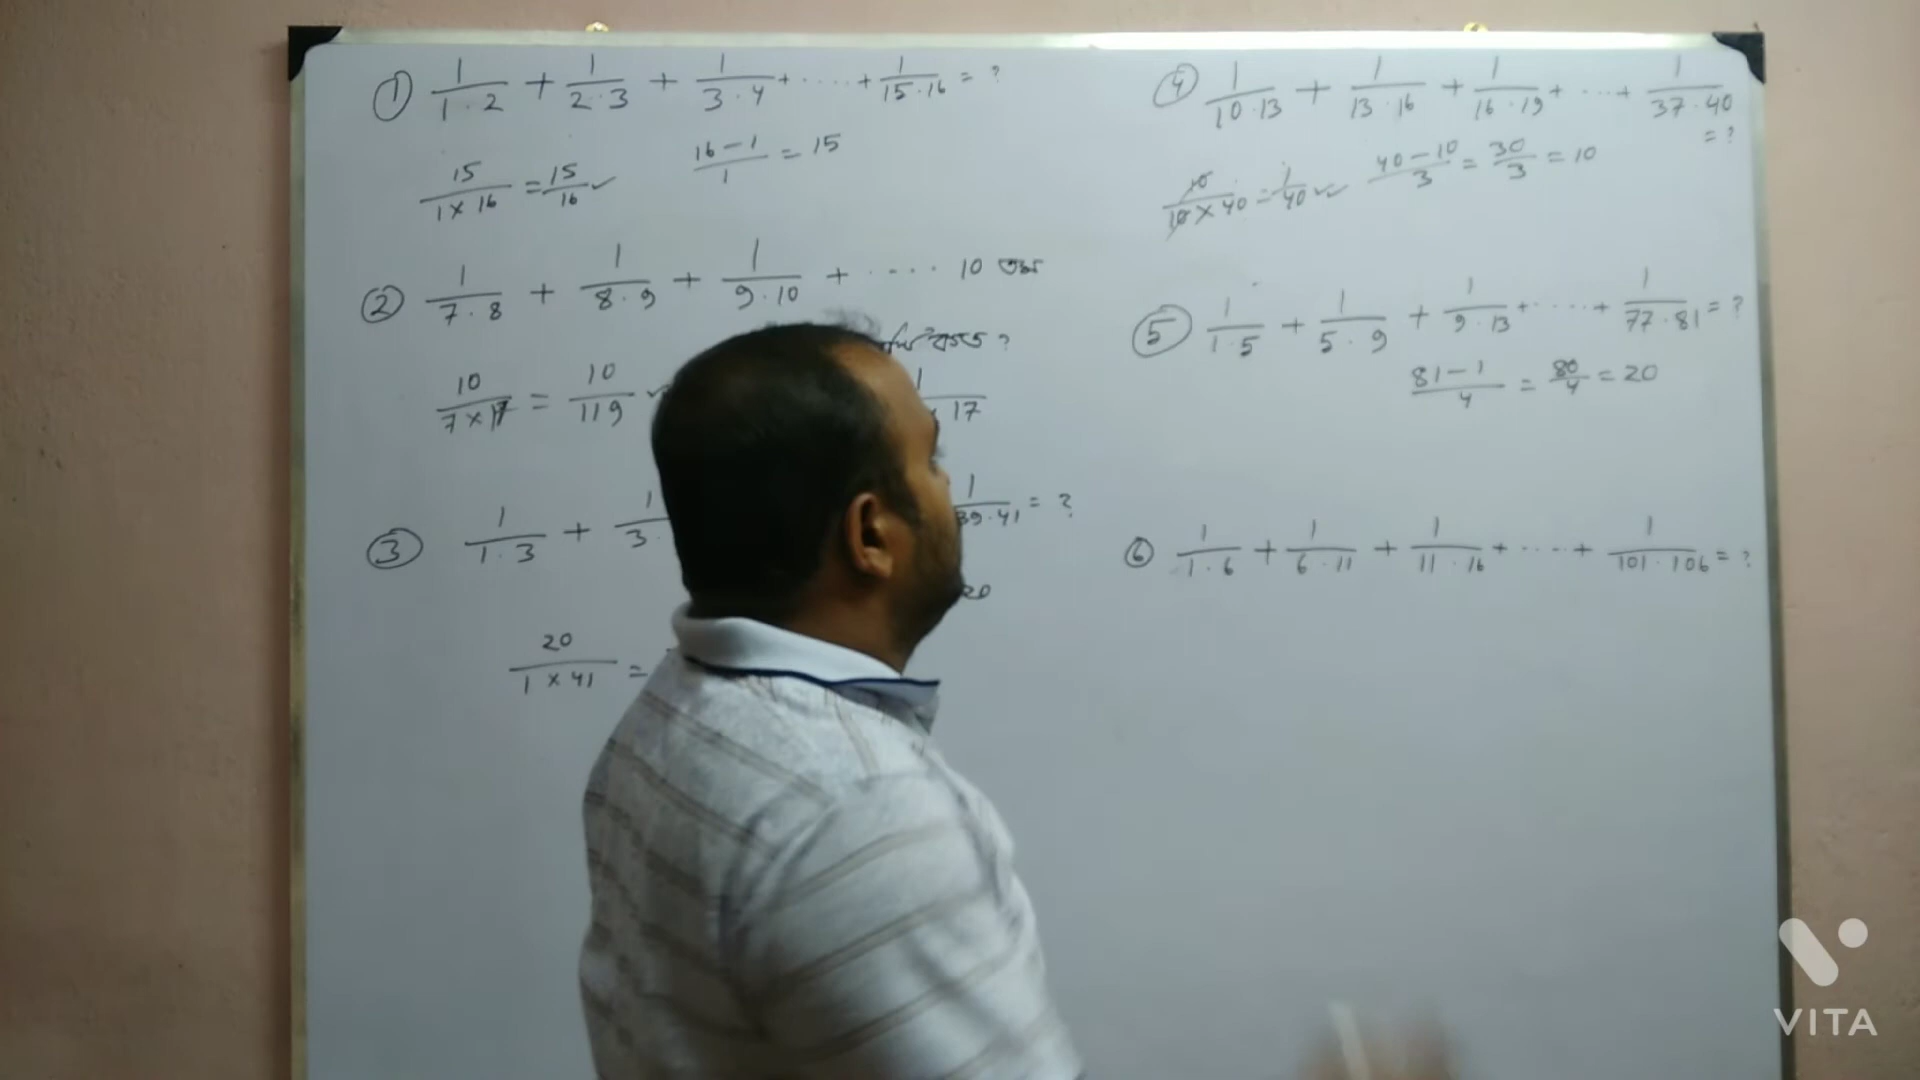 ① 1/1·2 + 1/2·3 + 1/3·4 + ..... + 1/15·16 = ?
15/1×16 = 15/16 ✓ 16-1/1 = 15
② 1/7·8 + 1/8·9 + 1/9·10 + .... 10 তম
কত ?
10/7×17 = 10/119 ✓ 1/17
③ 1/1·3 + 1/3· 1/39·41 = ?
20
20/1×41 =
④ 1/10·13 + 1/13·16 + 1/16·19 + ... + 1/37·40
= ?
10/10×40 = 1/40 ✓ 40-10/3 = 30/3 = 10
⑤ 1/1·5 + 1/5·9 + 1/9·13 + .... + 1/77·81 = ?
81-1/4 = 80/4 = 20
⑥ 1/1·6 + 1/6·11 + 1/11·16 + .... + 1/101·106 = ?
VITA